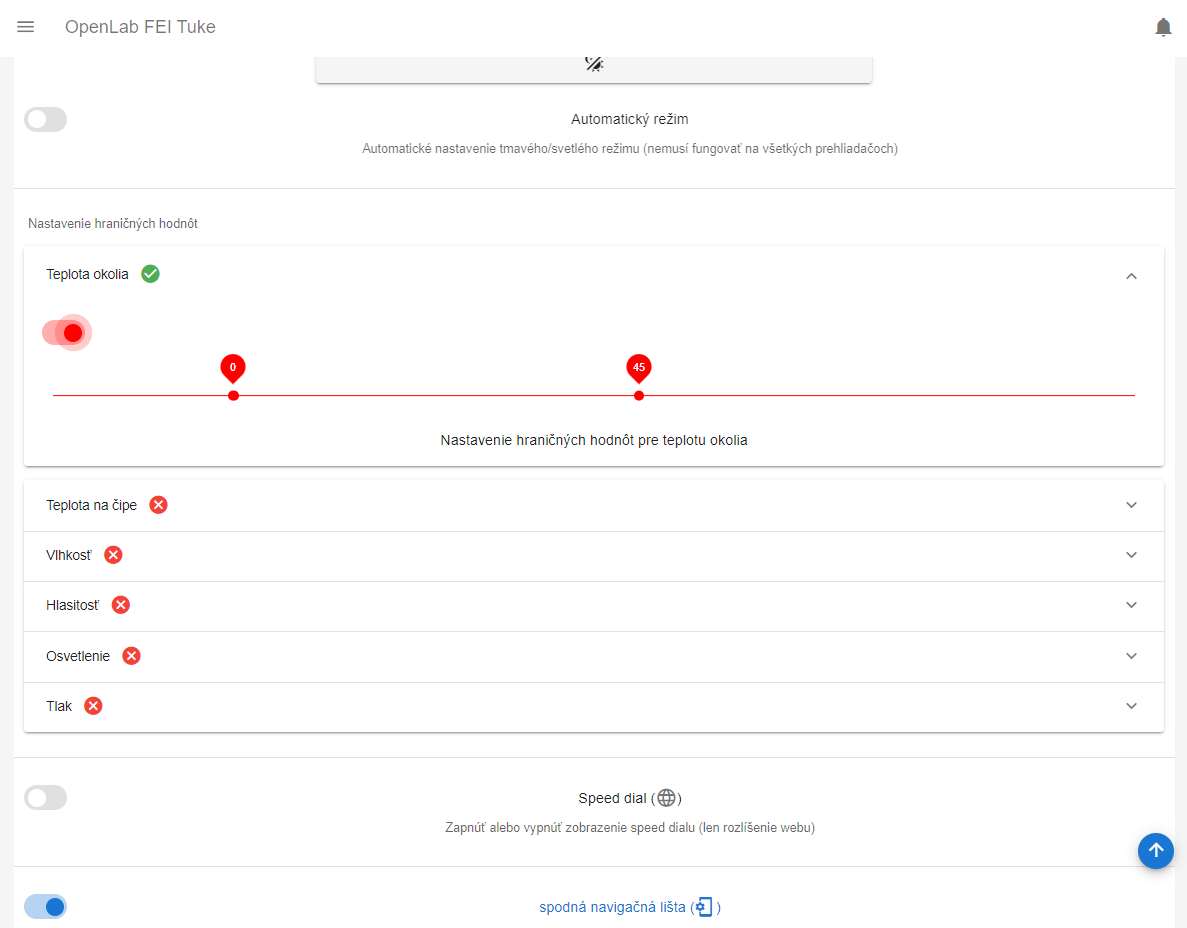 OpenLab FEI Tuke
Automatický režim
Automatické nastavenie tmavého/svetlého režimu (nemusí fungovať na všetkých prehliadačoch)
Nastavenie hraničných hodnôt
Teplota okolia
0
45
Nastavenie hraničných hodnôt pre teplotu okolia
Teplota na čipe
Vlhkosť
Hlasitosť
Osvetlenie
Tlak
Speed dial ( )
Zapnúť alebo vypnúť zobrazenie speed dialu (len rozlíšenie webu)
spodná navigačná lišta ( )